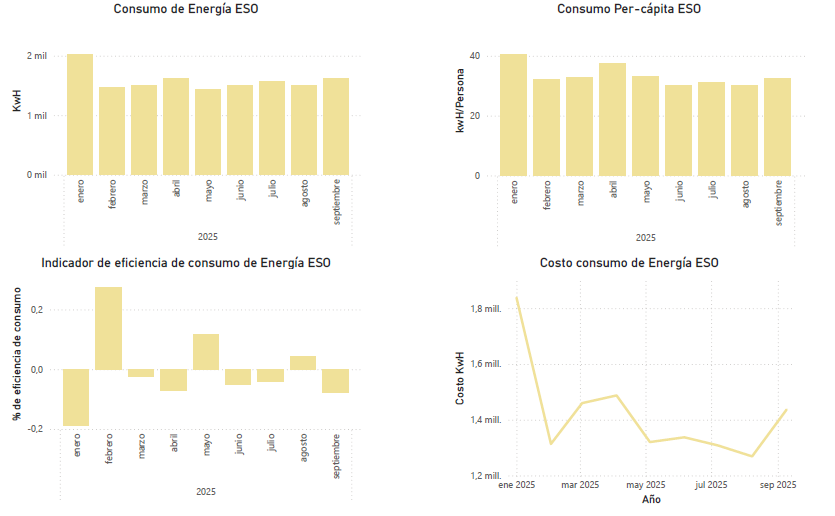 Consumo de Energía ESO
KwH
2 mil
1 mil
0 mil
enero
febrero
marzo
abril
mayo
junio
julio
agosto
septiembre
2025
Consumo Per-cápita ESO
kwH/Persona
40
20
0
enero
febrero
marzo
abril
mayo
junio
julio
agosto
septiembre
2025
Indicador de eficiencia de consumo de Energía ESO
% de eficiencia de consumo
0,2
0,0
-0,2
enero
febrero
marzo
abril
mayo
junio
julio
agosto
septiembre
2025
Costo consumo de Energía ESO
Costo KwH
1,8 mill.
1,6 mill.
1,4 mill.
1,2 mill.
ene 2025
mar 2025
may 2025
jul 2025
sep 2025
Año